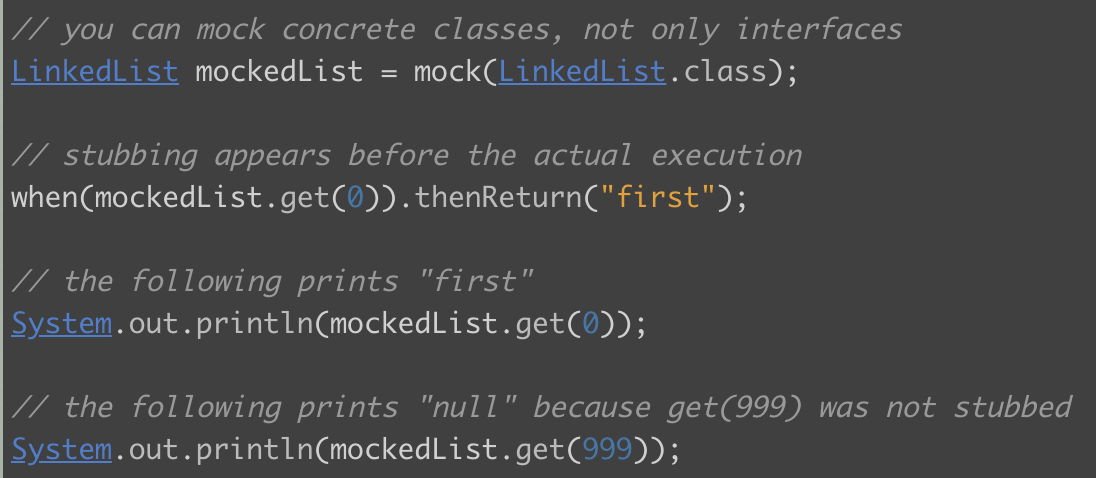 // you can mock concrete classes, not only interfaces
LinkedList mockedList = mock(LinkedList.class);
// stubbing appears before the actual execution
when(mockedList.get(0)).thenReturn("first");
// the following prints "first"
System.out.println(mockedList.get(0));
// the following prints "null" because get(999) was not stubbed
System.out.println(mockedList.get(999));